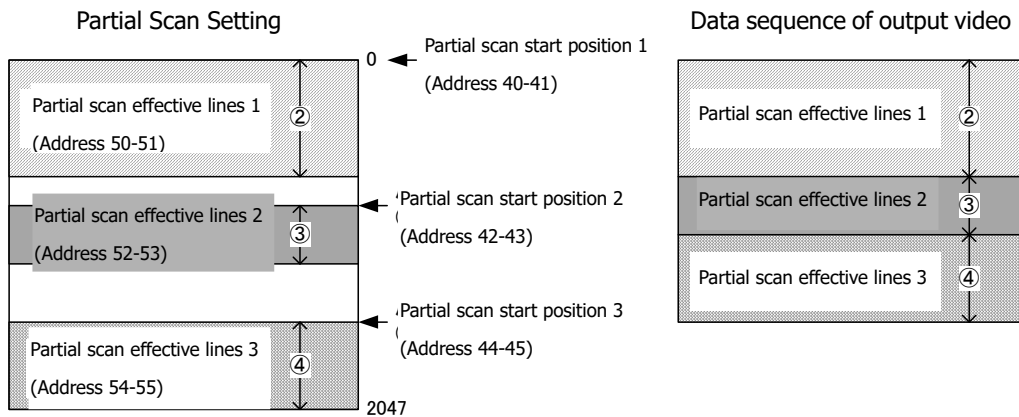 Partial Scan Setting
Data sequence of output video
0
Partial scan start position 1
(Address 40-41)
Partial scan effective lines 1
(Address 50-51)
②
Partial scan start position 2
(Address 42-43)
Partial scan effective lines 2
(Address 52-53)
③
Partial scan start position 3
(Address 44-45)
Partial scan effective lines 3
(Address 54-55)
④
2047
Partial scan effective lines 1
②
Partial scan effective lines 2
③
Partial scan effective lines 3
④